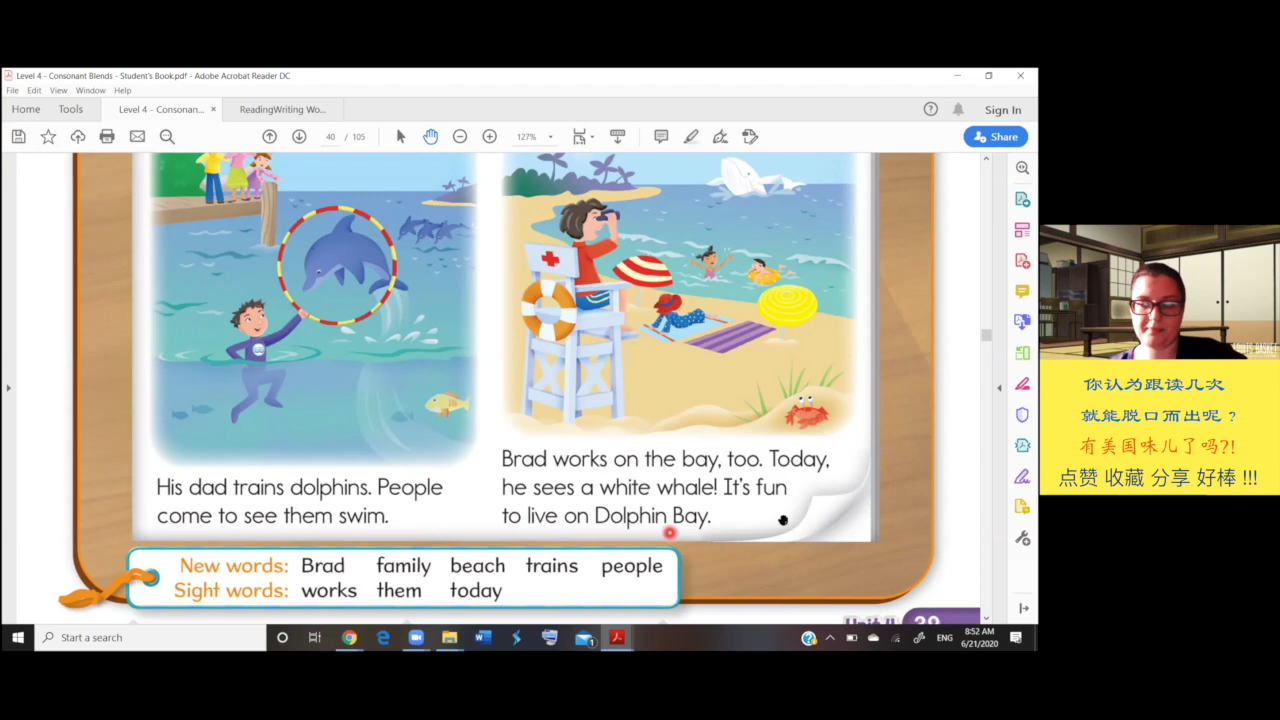 Level 4 - Consonant Blends - Student's Book.pdf - Adobe Acrobat Reader DC
File Edit View Window Help
Home Tools Level 4 - Consonan... × ReadingWriting Wo... Sign In
40 / 105 127% Share
His dad trains dolphins. People
come to see them swim.
Brad works on the bay, too. Today,
he sees a white whale! It's fun
to live on Dolphin Bay.
New words: Brad family beach trains people
Sight words: works them today
Start a search
ENG
8:52 AM
6/21/2020
你认为跟读几次
就能脱口而出呢？
有美国味儿了吗?!
点赞 收藏 分享 好棒 !!!